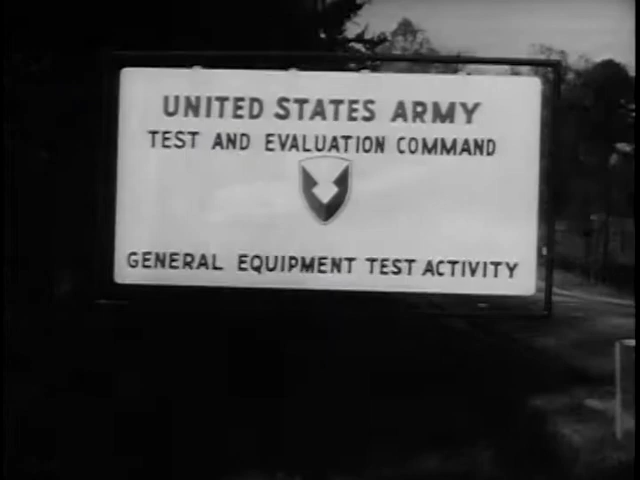 UNITED STATES ARMY
TEST AND EVALUATION COMMAND
GENERAL EQUIPMENT TEST ACTIVITY